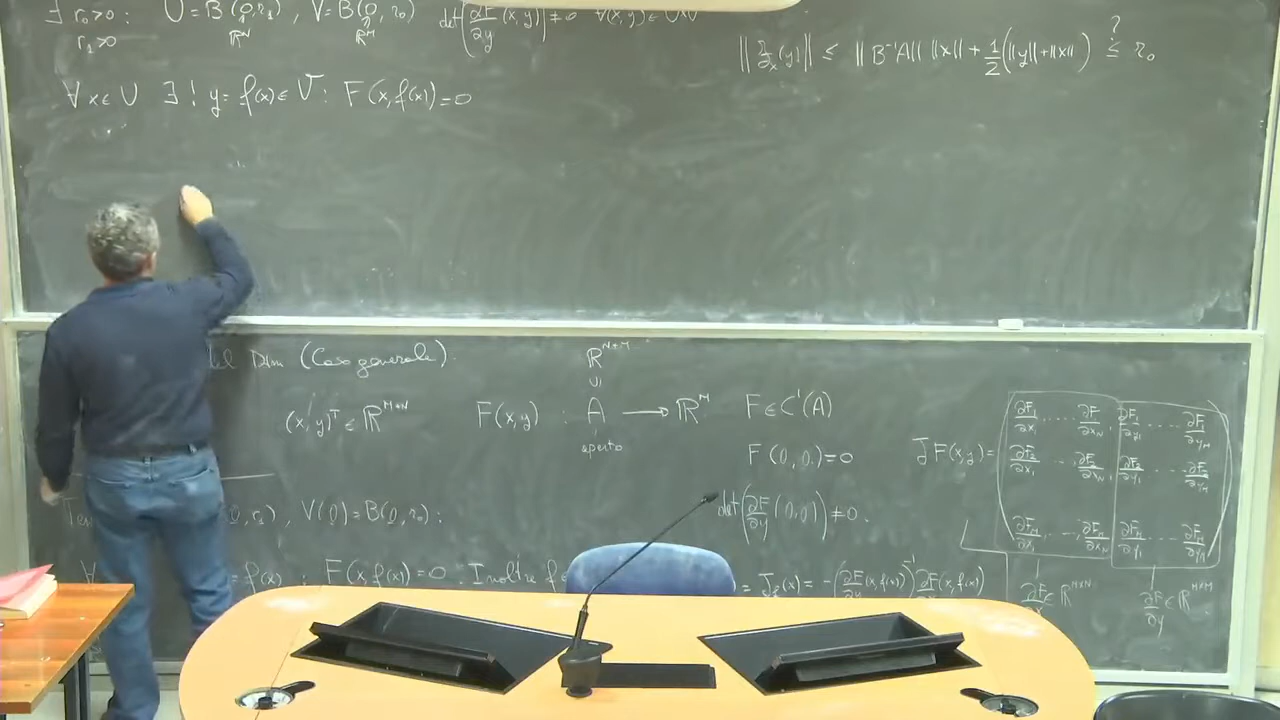 ∃ r₀>0 : U=B(0,r₁), V=B(0,r₀) det(∂F/∂y (x,y))≠0 ∀(x,y)∈U×V
r₁>0 ℝᴺ ℝᴹ
‖ (y)‖ ≤ ‖B⁻¹A‖ ‖x‖ + 1/2 (‖y‖+‖x‖) ≤? r₀
∀x∈U ∃! y=f(x)∈V : F(x,f(x))=0
del Dim (Caso generale).
(x,y)ᵀ ∈ ℝᴹ⁺ᴺ F(x,y) : A ⟶ ℝᴹ F∈C¹(A)
ℝᴺ⁺ᴹ
∪|
aperto
F(0,0)=0
det(∂F/∂y (0,0))≠0.
JF(x,y)=
∂F₁/∂x₁ ... ∂F/∂x_N ∂F₁/∂y₁ ... ∂F₁/∂y_M
∂F₂/∂x₁ ... ∂F₂/∂x_N ∂F₂/∂y₁ ... ∂F₂/∂y_M
∂F_M/∂x₁ ... ∂F_M/∂x_N ∂F_M/∂y₁ ... ∂F_M/∂y_M
∈ ℝᴹˣᴺ ∂F/∂y ∈ ℝᴹˣᴹ
,r₁), V(0)=B(0,r₀) :
=f(x) : F(x,f(x))=0 Inoltre = J_f(x) = -(∂F/∂y (x,f(x)))⁻¹ ∂F/∂x (x,f(x))